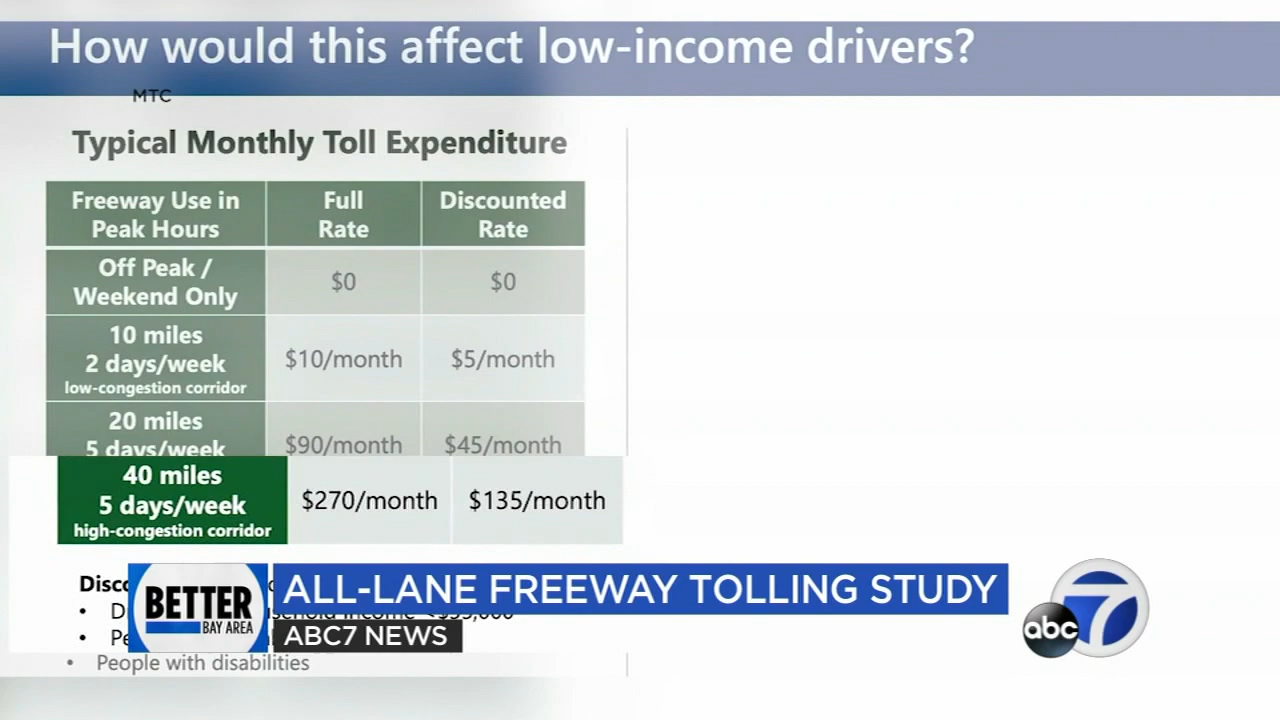 How would this affect low-income drivers?
MTC
Typical Monthly Toll Expenditure
Freeway Use in Peak Hours
Full Rate
Discounted Rate
Off Peak / Weekend Only
$0
$0
10 miles
2 days/week
low-congestion corridor
$10/month
$5/month
20 miles
5 days/week
$90/month
$45/month
40 miles
5 days/week
high-congestion corridor
$270/month
$135/month
BETTER
BAY AREA
ALL-LANE FREEWAY TOLLING STUDY
ABC7 NEWS
• People with disabilities
abc
7